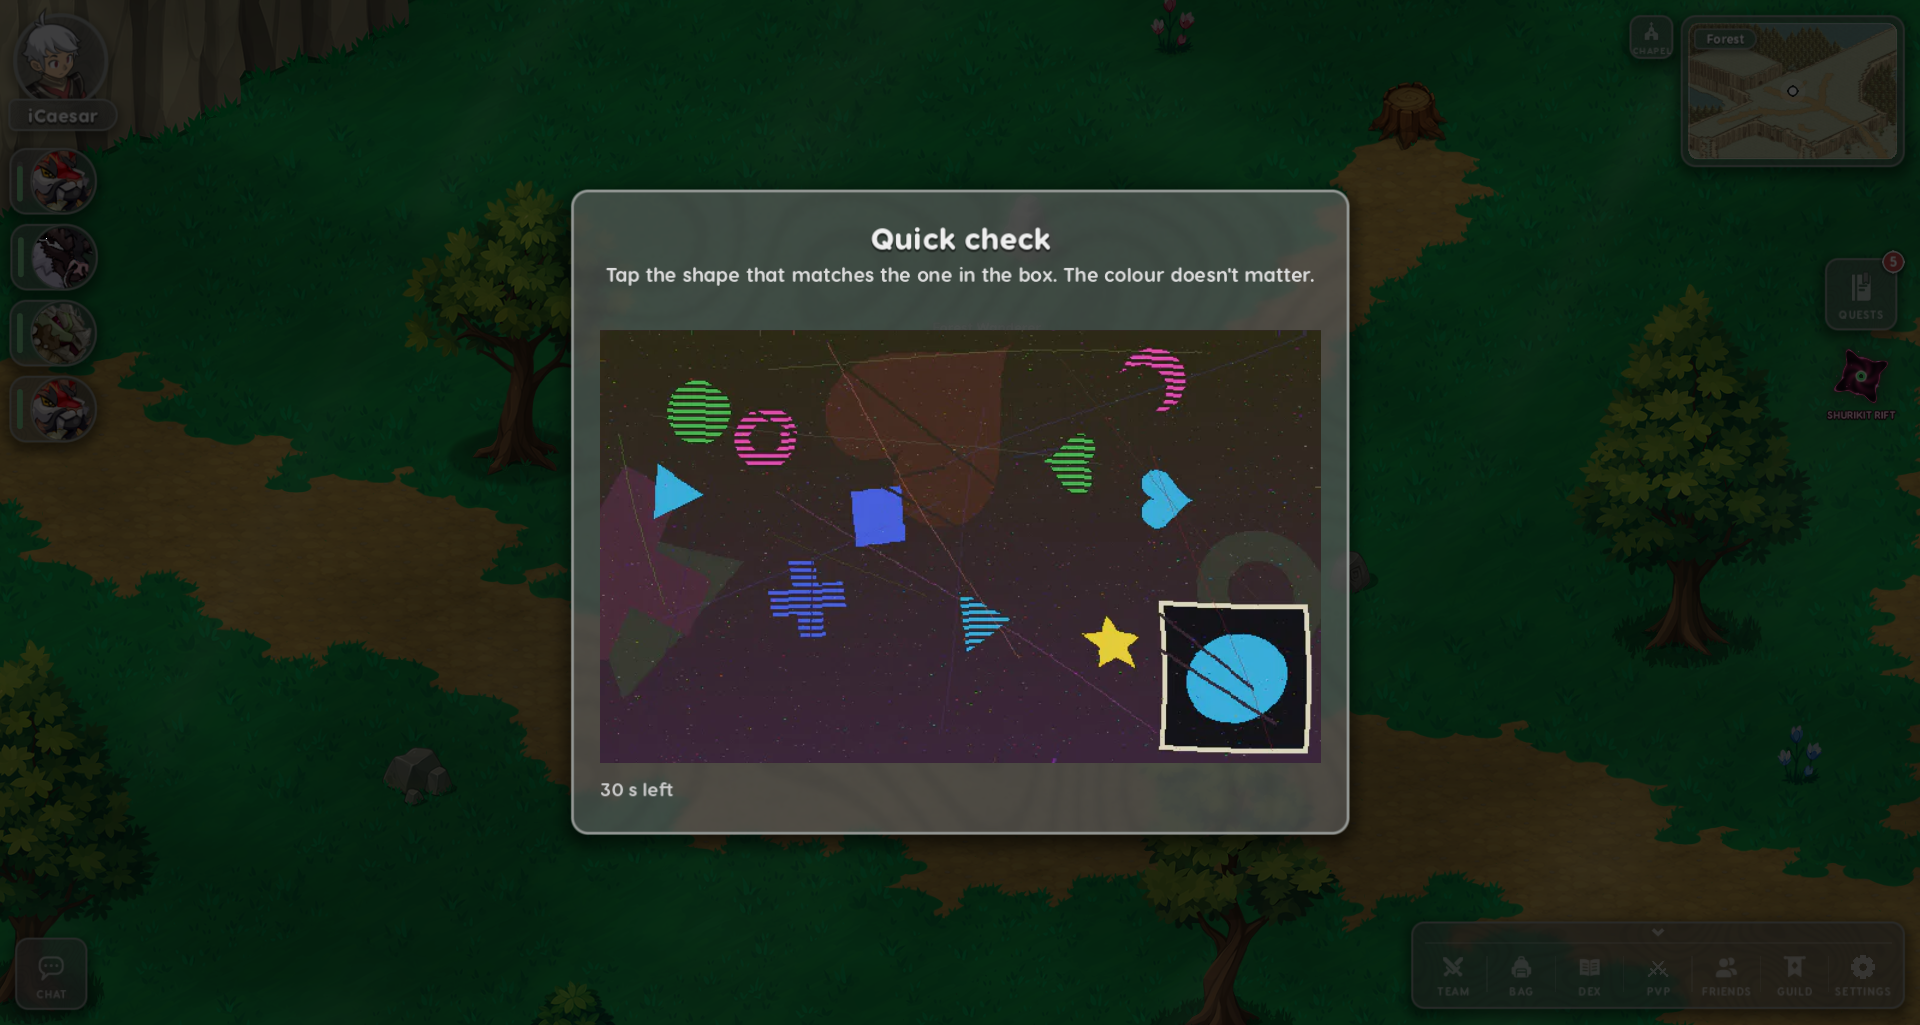 CHAPEL
Forest
iCaesar
Quick check
Tap the shape that matches the one in the box. The colour doesn't matter.
5
QUESTS
SHURIKIT RIFT
30 s left
CHAT
TEAM
BAG
DEX
PVP
FRIENDS
GUILD
SETTINGS